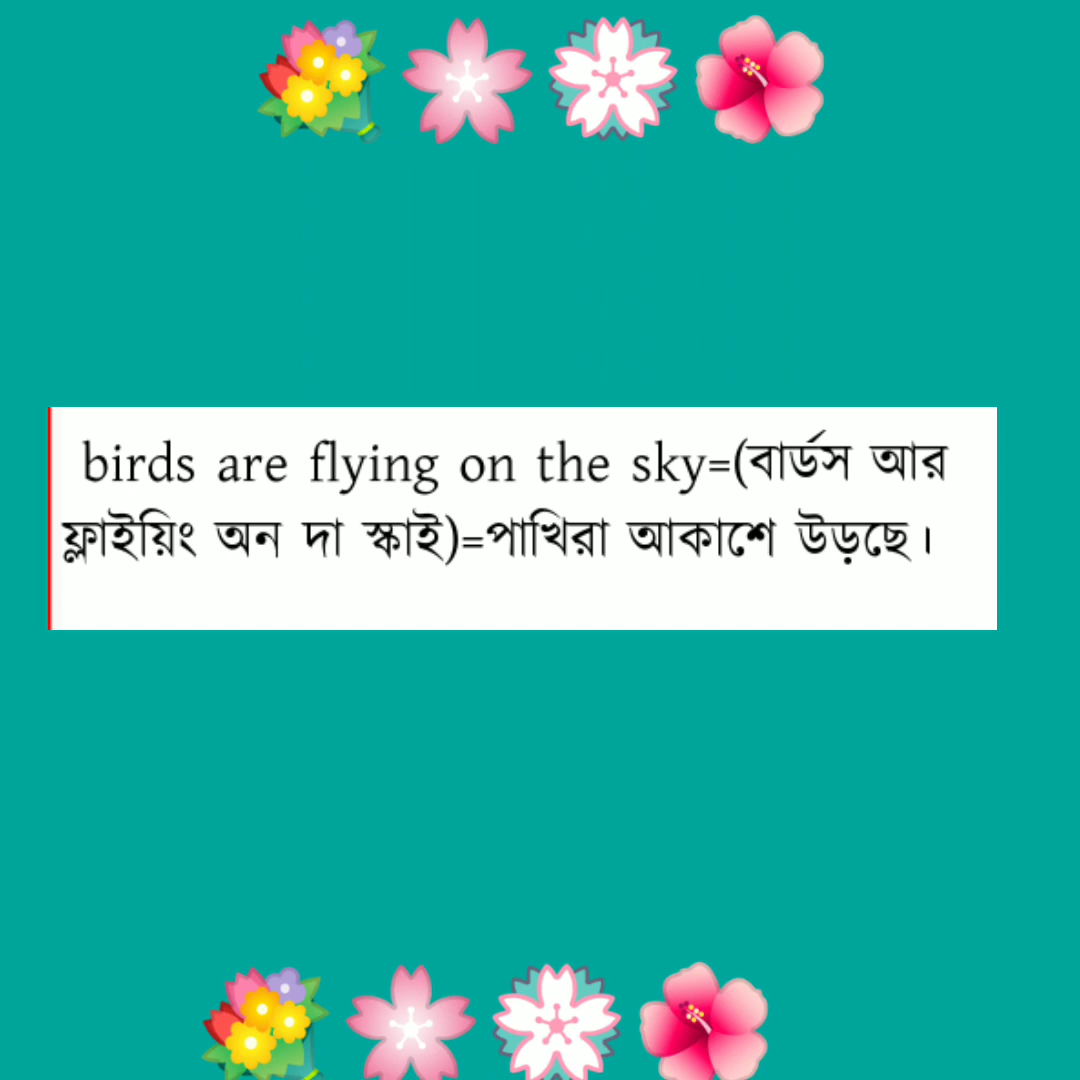 birds are flying on the sky=(বার্ডস আর
ফ্লাইয়িং অন দা স্কাই)=পাখিরা আকাশে উড়ছে।